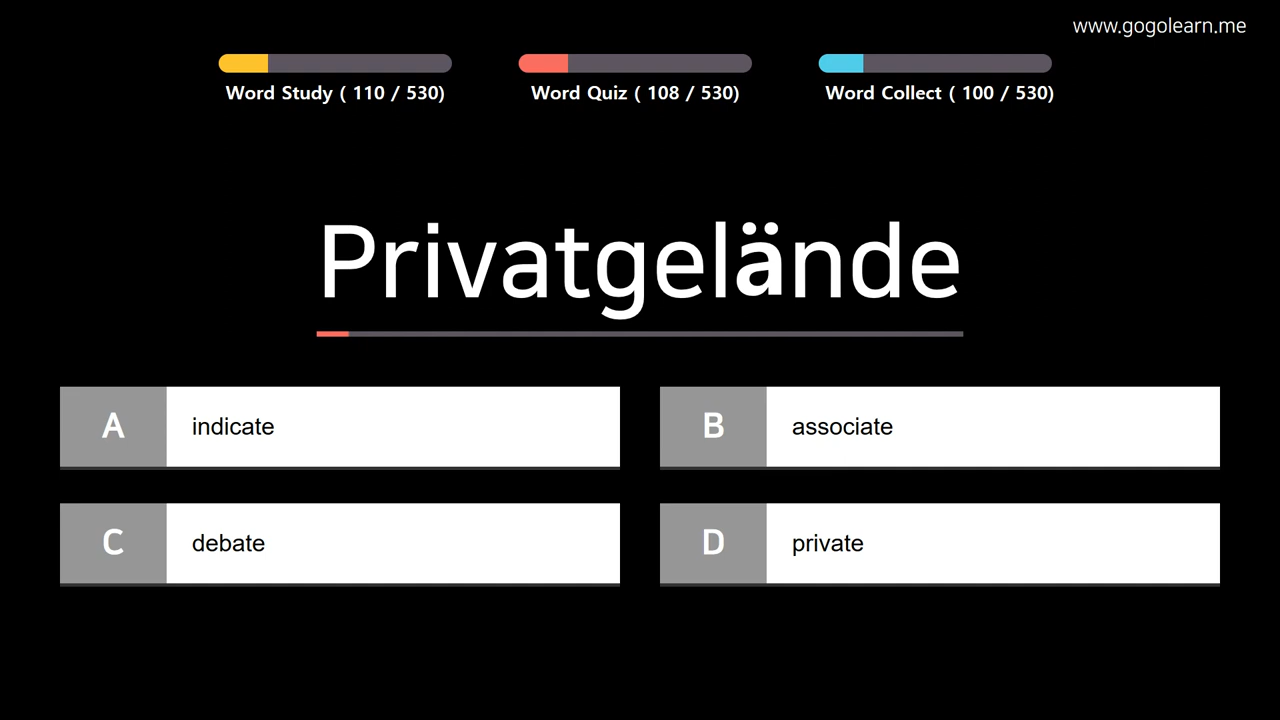 www.gogolearn.me
Word Study ( 110 / 530)
Word Quiz ( 108 / 530)
Word Collect ( 100 / 530)
Privatgelände
A indicate
B associate
C debate
D private